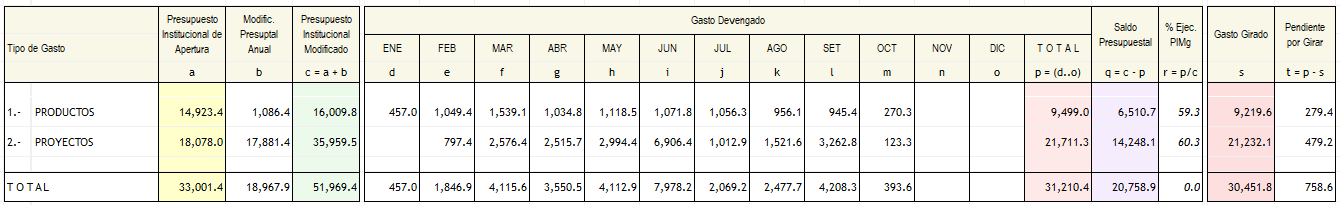 Tipo de Gasto | Presupuesto Institucional de Apertura | Modific. Presuptal Anual | Presupuesto Institucional Modificado | Gasto Devengado | Saldo Presupuestal | % Ejec. PIMg | Gasto Girado | Pendiente por Girar
ENE | FEB | MAR | ABR | MAY | JUN | JUL | AGO | SET | OCT | NOV | DIC | T O T A L
a | b | c = a + b | d | e | f | g | h | i | j | k | l | m | n | o | p = (d..o) | q = c - p | r = p/c | s | t = p - s
1.- PRODUCTOS | 14,923.4 | 1,086.4 | 16,009.8 | 457.0 | 1,049.4 | 1,539.1 | 1,034.8 | 1,118.5 | 1,071.8 | 1,056.3 | 956.1 | 945.4 | 270.3 | 9,499.0 | 6,510.7 | 59.3 | 9,219.6 | 279.4
2.- PROYECTOS | 18,078.0 | 17,881.4 | 35,959.5 | 797.4 | 2,576.4 | 2,515.7 | 2,994.4 | 6,906.4 | 1,012.9 | 1,521.6 | 3,262.8 | 123.3 | 21,711.3 | 14,248.1 | 60.3 | 21,232.1 | 479.2
T O T A L | 33,001.4 | 18,967.9 | 51,969.4 | 457.0 | 1,846.9 | 4,115.6 | 3,550.5 | 4,112.9 | 7,978.2 | 2,069.2 | 2,477.7 | 4,208.3 | 393.6 | 31,210.4 | 20,758.9 | 0.0 | 30,451.8 | 758.6